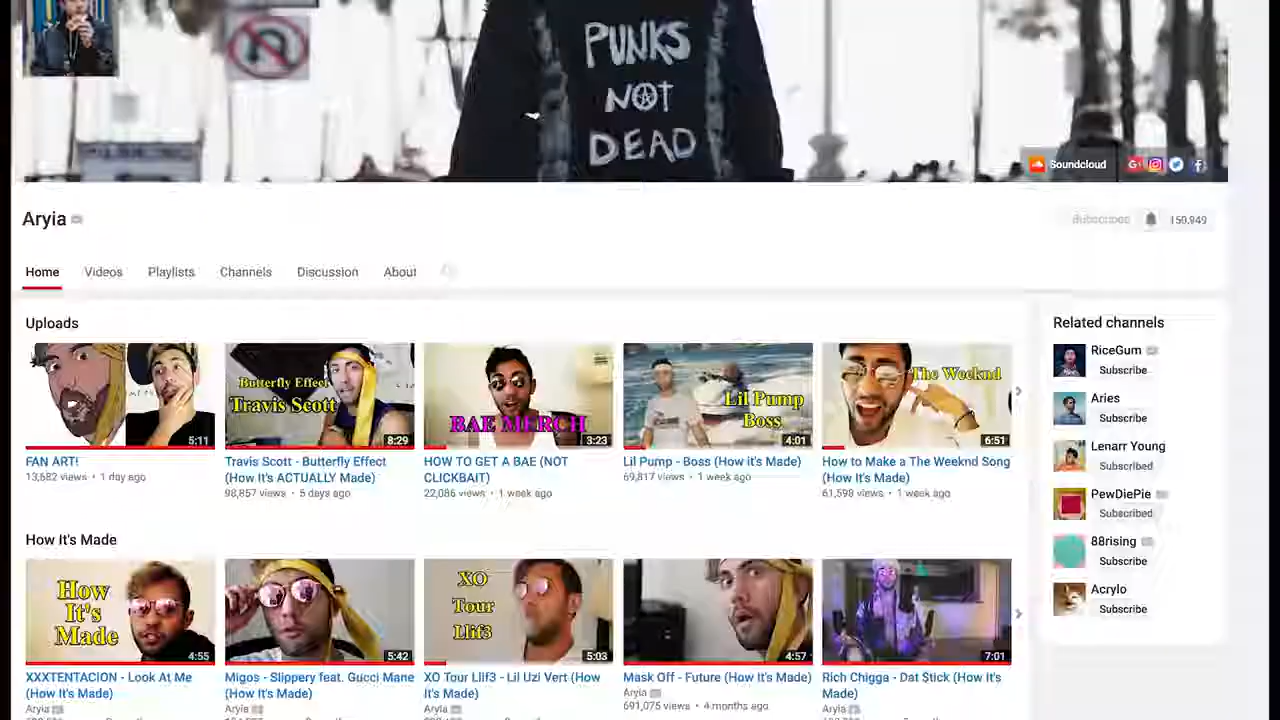 PUNKS
NOT
DEAD
Soundcloud
Aryia
Subscribed 150,949
Home Videos Playlists Channels Discussion About
Uploads
Related channels
RiceGum
Subscribe
Aries
Subscribe
Lenarr Young
Subscribed
PewDiePie
Subscribed
88rising
Subscribe
Acrylo
Subscribe
Butterfly Effect
Travis Scott
BAE MERCH
Lil Pump
Boss
The Weeknd
5:11 8:29 3:23 4:01 6:51
FAN ART!
13,682 views • 1 day ago
Travis Scott - Butterfly Effect
(How It's ACTUALLY Made)
98,857 views • 5 days ago
HOW TO GET A BAE (NOT
CLICKBAIT)
22,086 views • 1 week ago
Lil Pump - Boss (How it's Made)
69,817 views • 1 week ago
How to Make a The Weeknd Song
(How It's Made)
61,598 views • 1 week ago
How It's Made
How
It's
Made
XO
Tour
Llif3
4:55 5:42 5:03 4:57 7:01
XXXTENTACION - Look At Me
(How It's Made)
Aryia
Migos - Slippery feat. Gucci Mane
(How It's Made)
Aryia
XO Tour Llif3 - Lil Uzi Vert (How
It's Made)
Aryia
Mask Off - Future (How It's Made)
Aryia
691,075 views • 4 months ago
Rich Chigga - Dat $tick (How It's
Made)
Aryia